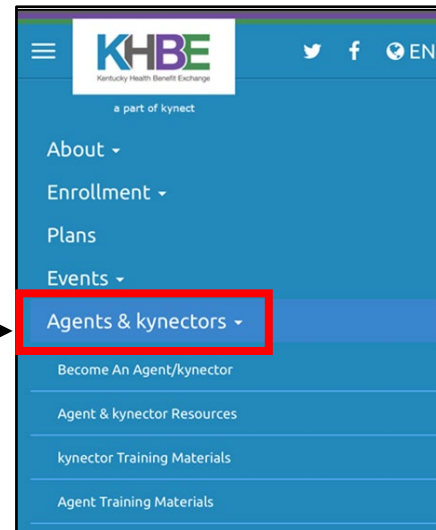 KHBE
Kentucky Health Benefit Exchange
EN
a part of kynect
About
Enrollment
Plans
Events
Agents & kynectors
Become An Agent/kynector
Agent & kynector Resources
kynector Training Materials
Agent Training Materials